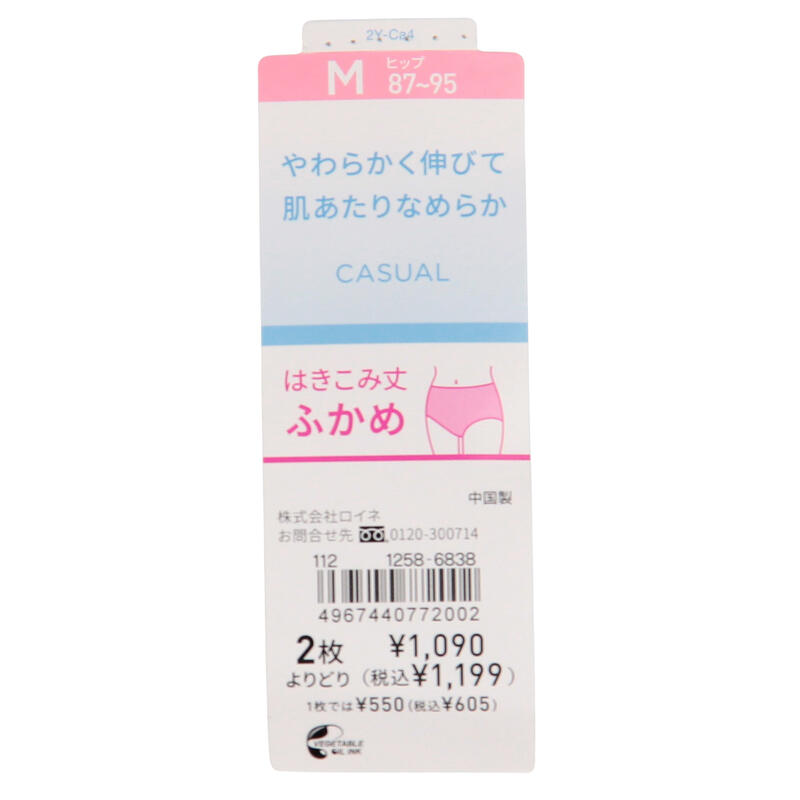 2Y-Ca4
M ヒップ 87~95
やわらかく伸びて
肌あたりなめらか
CASUAL
はきこみ丈
ふかめ
中国製
株式会社ロイネ
お問合せ先 0120-300714
112 1258-6838
4967440772002
2枚 ¥1,090
よりどり (税込¥1,199)
1枚では¥550(税込¥605)
VEGETABLE
OIL INK